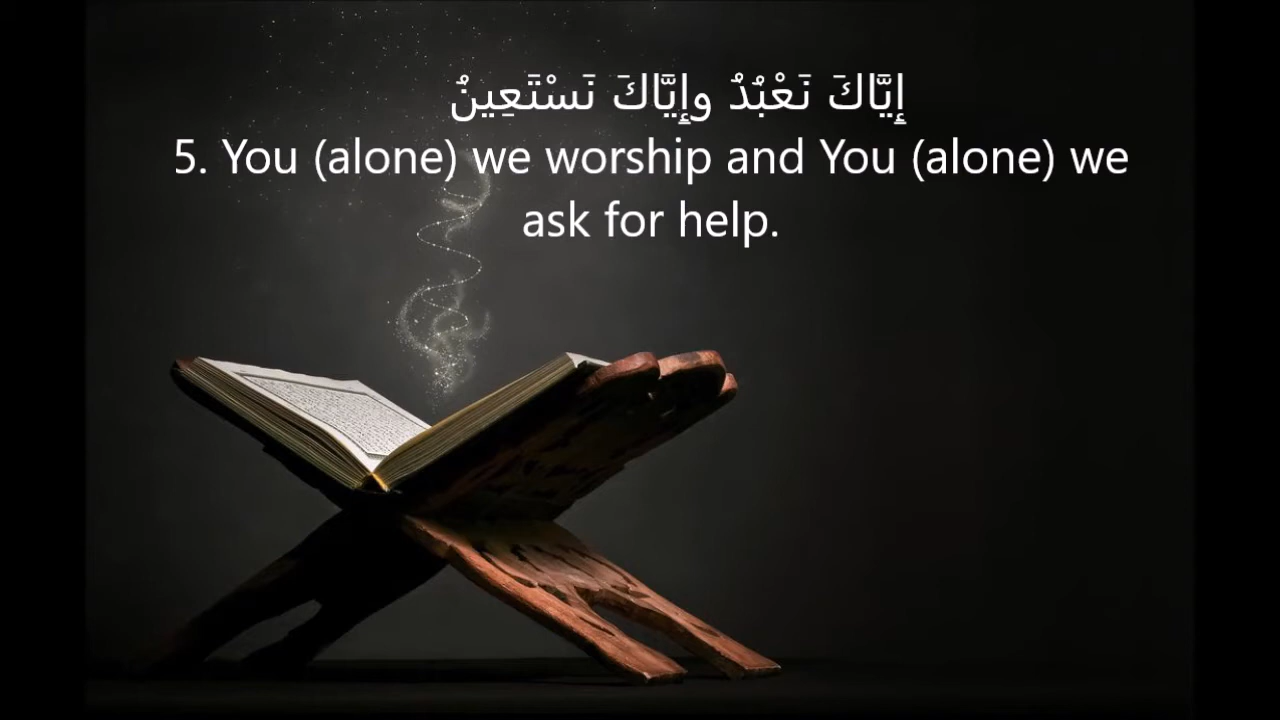 إِيَّاكَ نَعْبُدُ وإِيَّاكَ نَسْتَعِينُ
5. You (alone) we worship and You (alone) we
ask for help.